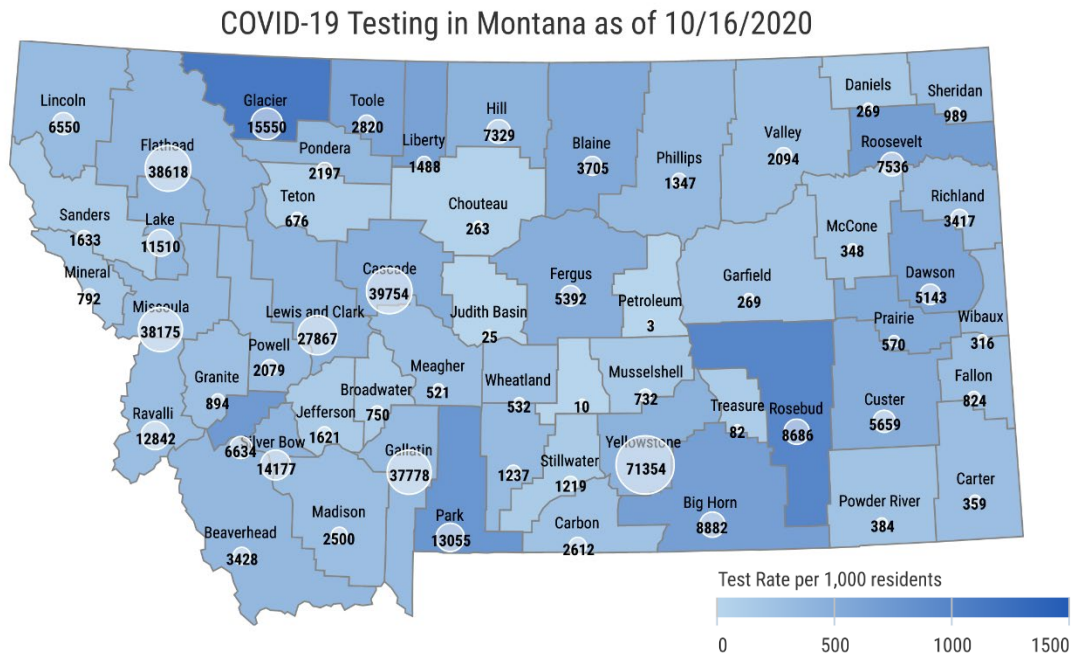 COVID-19 Testing in Montana as of 10/16/2020
Lincoln
6550
Flathead
38618
Glacier
15550
Toole
2820
Liberty
1488
Hill
7329
Blaine
3705
Phillips
1347
Valley
2094
Daniels
269
Sheridan
989
Roosevelt
7536
Pondera
2197
Teton
676
Chouteau
263
Richland
3417
McCone
348
Sanders
1633
Lake
11510
Mineral
792
Missoula
38175
Lewis and Clark
27867
Cascade
39754
Judith Basin
25
Fergus
5392
Petroleum
3
Garfield
269
Dawson
5143
Prairie
570
Wibaux
316
Powell
2079
Granite
894
Meagher
521
Broadwater
750
Wheatland
532
10
Musselshell
732
Treasure
82
Rosebud
8686
Custer
5659
Fallon
824
Ravalli
12842
6634
Silver Bow
14177
Jefferson
1621
Gallatin
37778
1237
Stillwater
1219
Yellowstone
71354
Beaverhead
3428
Madison
2500
Park
13055
Carbon
2612
Big Horn
8882
Powder River
384
Carter
359
Test Rate per 1,000 residents
0 500 1000 1500